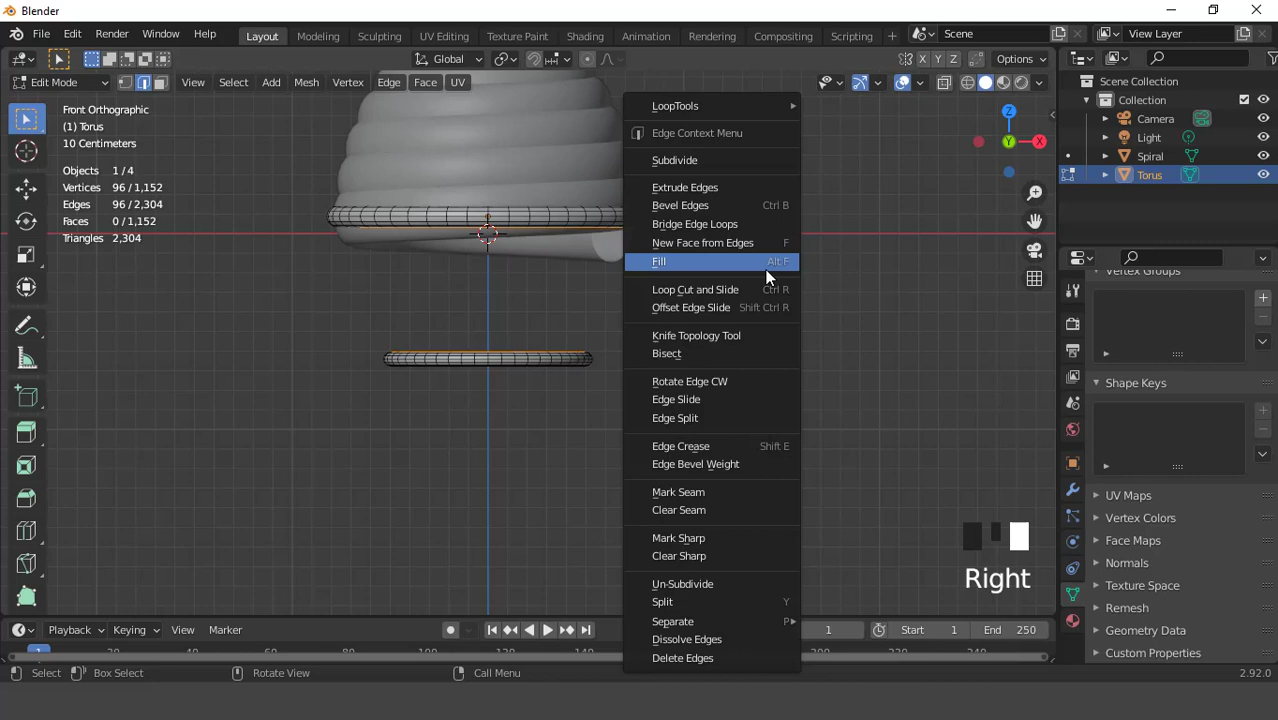 Blender
File Edit Render Window Help
Layout Modeling Sculpting UV Editing Texture Paint Shading Animation Rendering Compositing Scripting +
Scene
View Layer
Global
X Y Z
Options
Edit Mode
View Select Add Mesh Vertex Edge Face UV
Front Orthographic
(1) Torus
10 Centimeters
Objects 1/4
Vertices 96/1,152
Edges 96/2,304
Faces 0/1,152
Triangles 2,304
LoopTools
Edge Context Menu
Subdivide
Extrude Edges
Bevel Edges Ctrl B
Bridge Edge Loops
New Face from Edges F
Fill Alt F
Loop Cut and Slide Ctrl R
Offset Edge Slide Shift Ctrl R
Knife Topology Tool
Bisect
Rotate Edge CW
Edge Slide
Edge Split
Edge Crease Shift E
Edge Bevel Weight
Mark Seam
Clear Seam
Mark Sharp
Clear Sharp
Un-Subdivide
Split Y
Separate P
Dissolve Edges
Delete Edges
Z
Y
X
Right
Scene Collection
Collection
Camera
Light
Spiral
Torus
Vertex Groups
Shape Keys
UV Maps
Vertex Colors
Face Maps
Normals
Texture Space
Remesh
Geometry Data
Custom Properties
Playback Keying View Marker
1
Start 1
End 250
Select Box Select Rotate View Call Menu
2.92.0